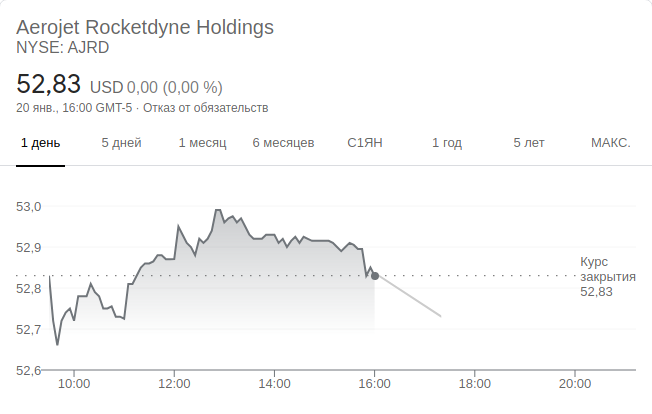 Aerojet Rocketdyne Holdings
NYSE: AJRD
52,83 USD 0,00 (0,00 %)
20 янв., 16:00 GMT-5 · Отказ от обязательств
1 день 5 дней 1 месяц 6 месяцев С1ЯН 1 год 5 лет МАКС.
53,0
52,9
Курс
закрытия
52,83
52,8
52,7
52,6
10:00 12:00 14:00 16:00 18:00 20:00